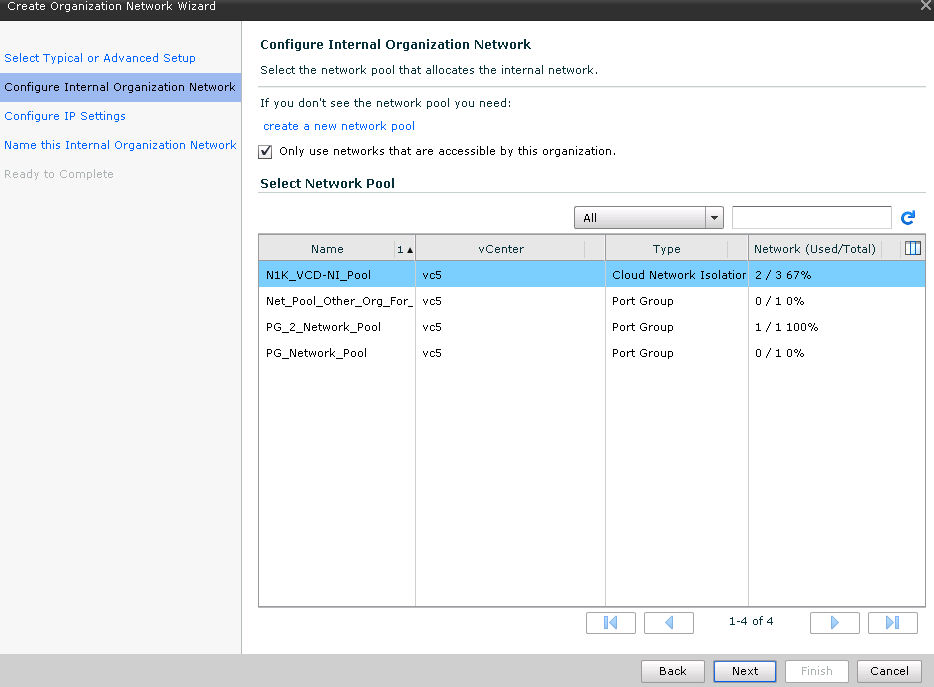 Create Organization Network Wizard
Select Typical or Advanced Setup
Configure Internal Organization Network
Configure IP Settings
Name this Internal Organization Network
Ready to Complete
Configure Internal Organization Network
Select the network pool that allocates the internal network.
If you don't see the network pool you need:
create a new network pool
Only use networks that are accessible by this organization.
Select Network Pool
All
Name 1 ▲ vCenter Type Network (Used/Total)
N1K_VCD-NI_Pool vc5 Cloud Network Isolation 2 / 3 67%
Net_Pool_Other_Org_For_ vc5 Port Group 0 / 1 0%
PG_2_Network_Pool vc5 Port Group 1 / 1 100%
PG_Network_Pool vc5 Port Group 0 / 1 0%
1-4 of 4
Back Next Finish Cancel